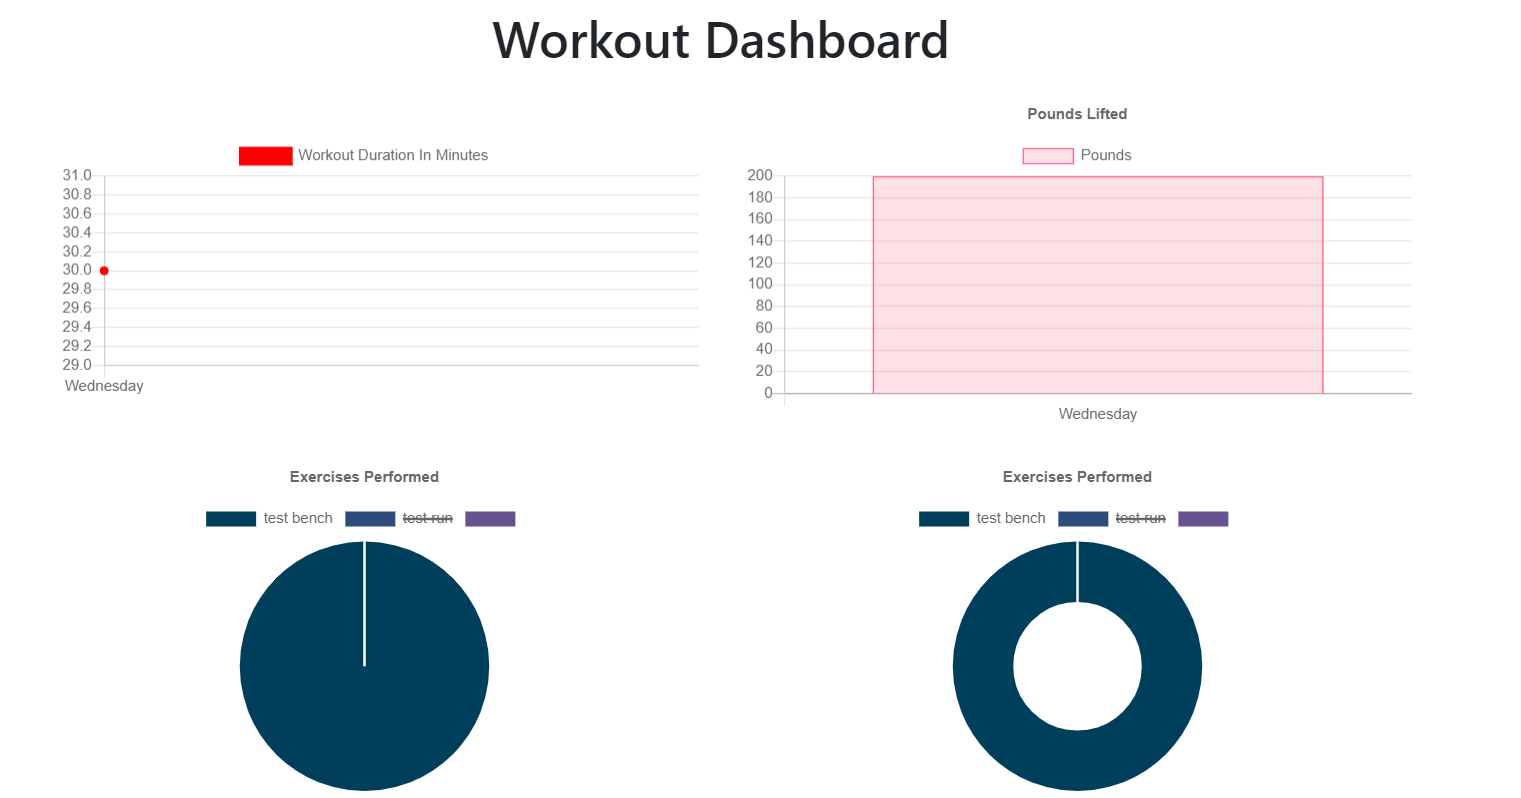 Workout Dashboard
Workout Duration In Minutes
31.0
30.8
30.6
30.4
30.2
30.0
29.8
29.6
29.4
29.2
29.0
Wednesday
Pounds Lifted
Pounds
200
180
160
140
120
100
80
60
40
20
0
Wednesday
Exercises Performed
test bench test run
Exercises Performed
test bench test run